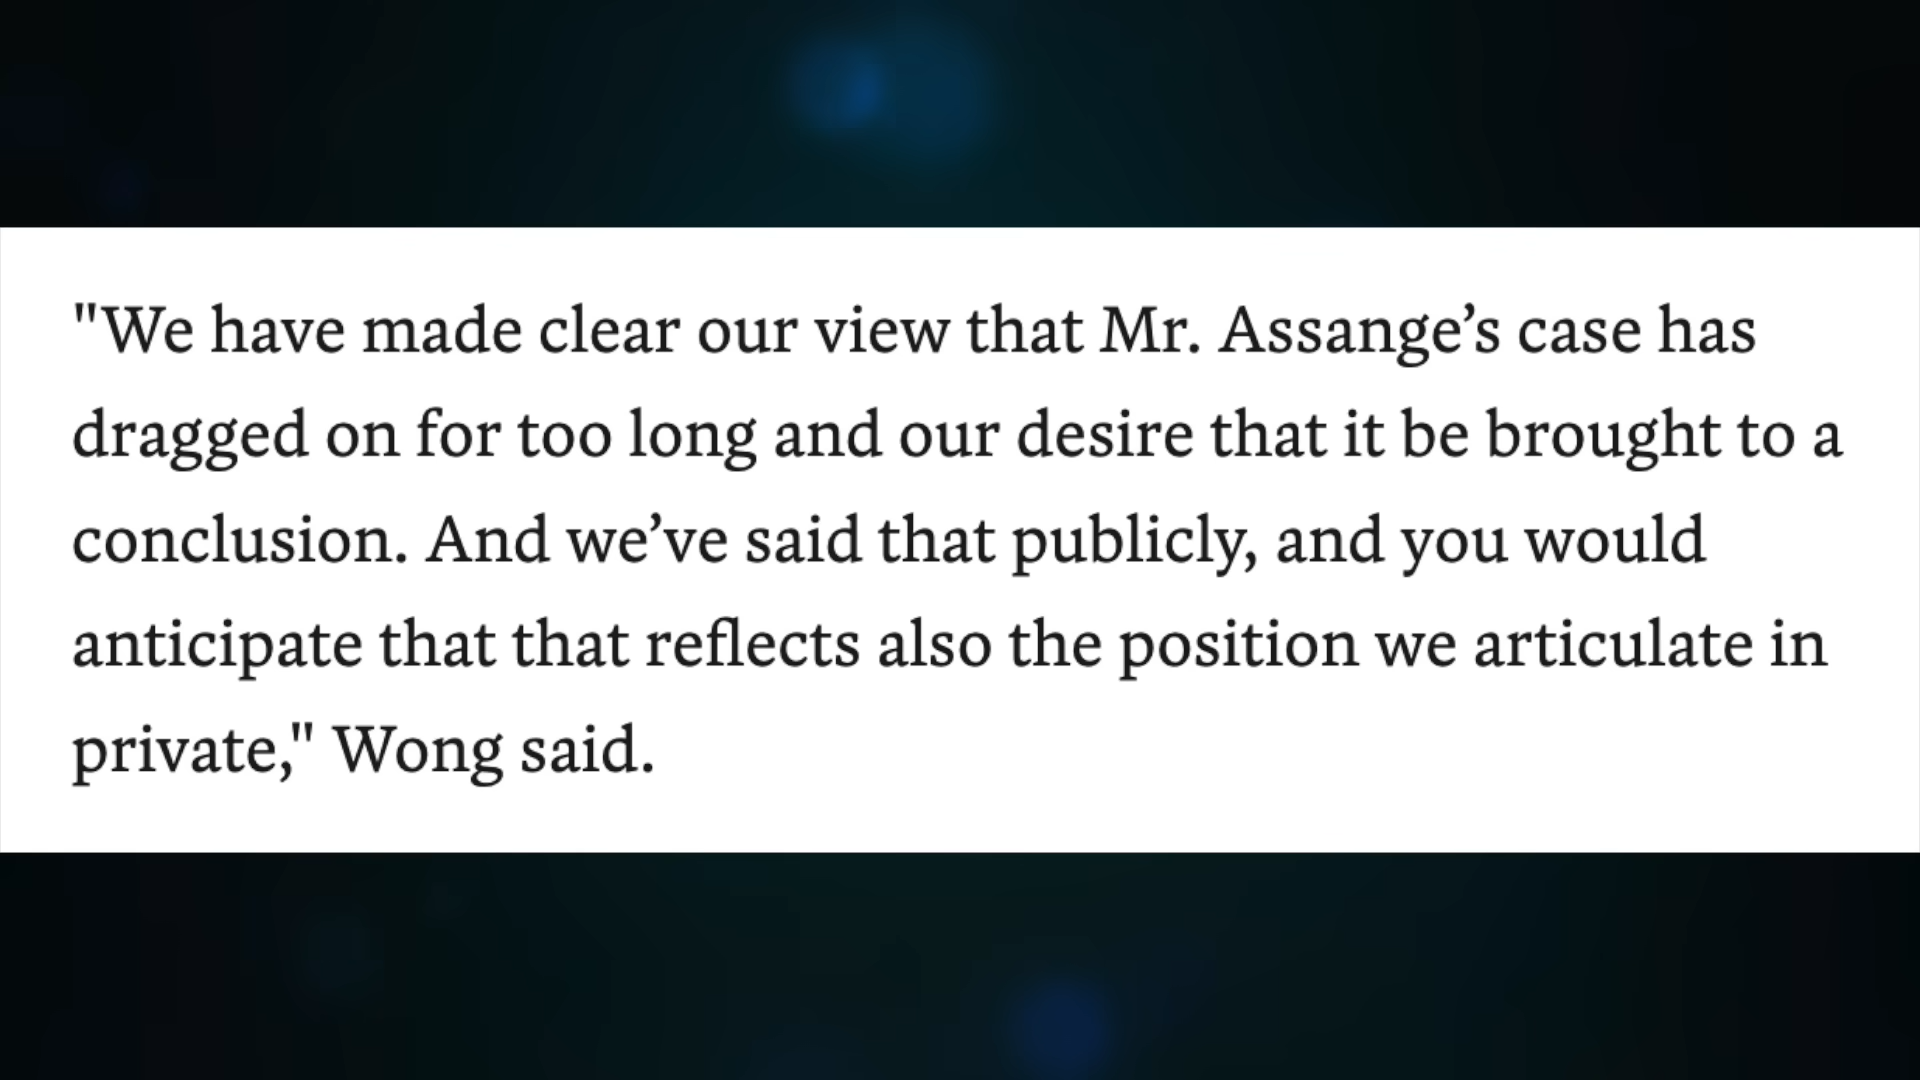 "We have made clear our view that Mr. Assange’s case has
dragged on for too long and our desire that it be brought to a
conclusion. And we’ve said that publicly, and you would
anticipate that that reflects also the position we articulate in
private," Wong said.